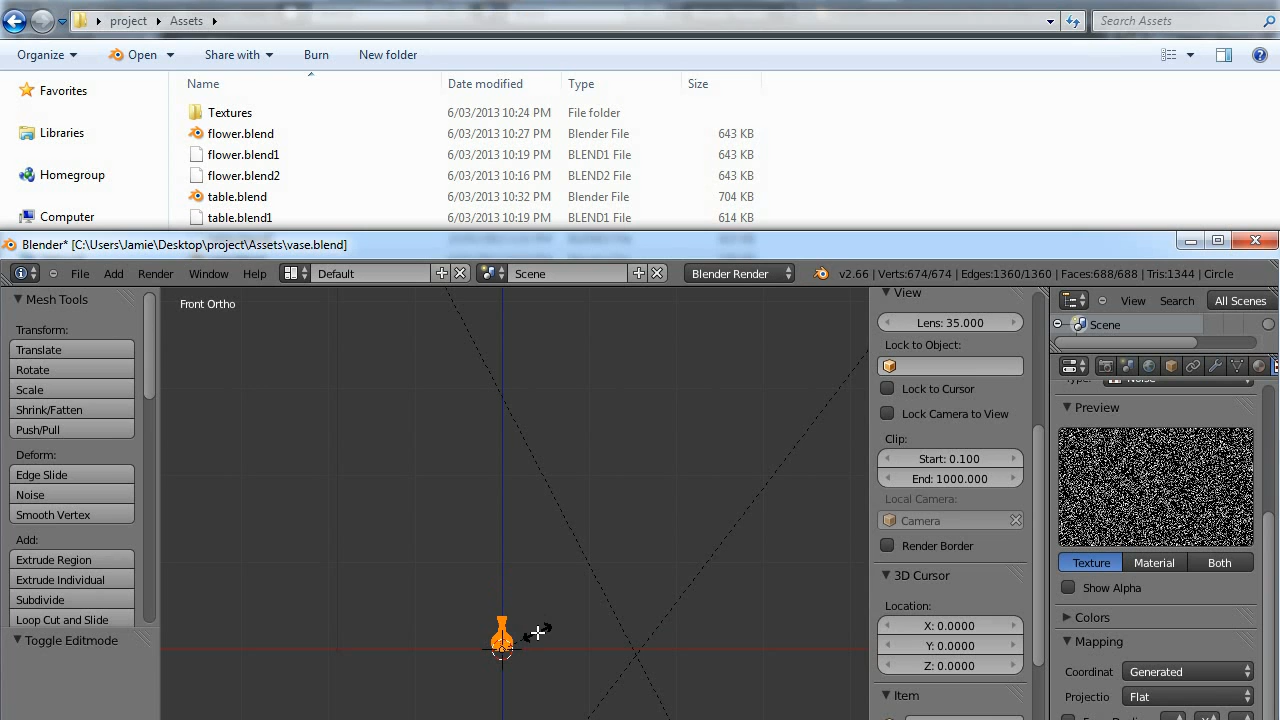 project Assets Search Assets
Organize Open Share with Burn New folder
Name Date modified Type Size
Favorites
Libraries
Homegroup
Computer
Textures 6/03/2013 10:24 PM File folder
flower.blend 6/03/2013 10:27 PM Blender File 643 KB
flower.blend1 6/03/2013 10:19 PM BLEND1 File 643 KB
flower.blend2 6/03/2013 10:16 PM BLEND2 File 643 KB
table.blend 6/03/2013 10:32 PM Blender File 704 KB
table.blend1 6/03/2013 10:19 PM BLEND1 File 614 KB
Blender* [C:\Users\Jamie\Desktop\project\Assets\vase.blend]
File Add Render Window Help Default Scene Blender Render v2.66 | Verts:674/674 | Edges:1360/1360 | Faces:688/688 | Tris:1344 | Circle
Mesh Tools
Transform:
Translate
Rotate
Scale
Shrink/Fatten
Push/Pull
Deform:
Edge Slide
Noise
Smooth Vertex
Add:
Extrude Region
Extrude Individual
Subdivide
Loop Cut and Slide
Toggle Editmode
Front Ortho
View
Lens: 35.000
Lock to Object:
Lock to Cursor
Lock Camera to View
Clip:
Start: 0.100
End: 1000.000
Local Camera:
Camera
Render Border
3D Cursor
Location:
X: 0.0000
Y: 0.0000
Z: 0.0000
Item
View Search All Scenes
Scene
Preview
Texture Material Both
Show Alpha
Colors
Mapping
Coordinat Generated
Projectio Flat